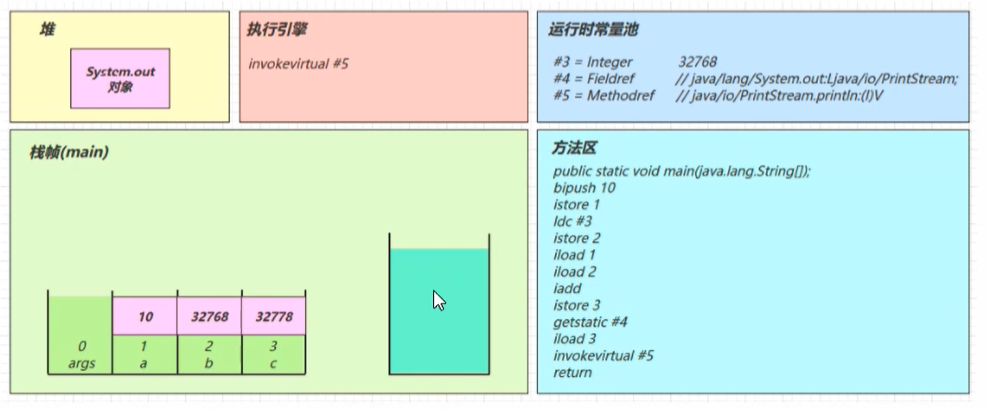 堆
System.out
对象
执行引擎
invokevirtual #5
运行时常量池
#3 = Integer 32768
#4 = Fieldref // java/lang/System.out:Ljava/io/PrintStream;
#5 = Methodref // java/io/PrintStream.println:(I)V
栈帧(main)
10 32768 32778
0 1 2 3
args a b c
方法区
public static void main(java.lang.String[]);
bipush 10
istore 1
ldc #3
istore 2
iload 1
iload 2
iadd
istore 3
getstatic #4
iload 3
invokevirtual #5
return